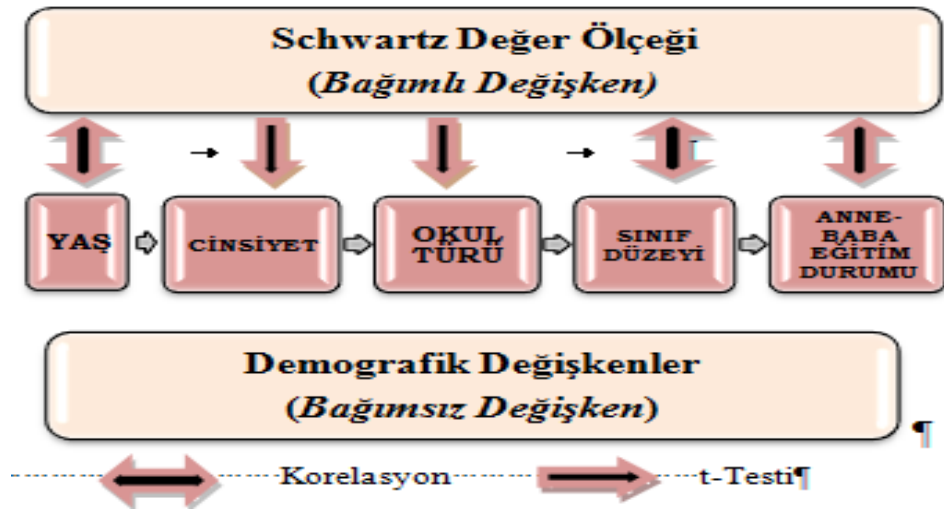 Schwartz Değer Ölçeği
(Bağımlı Değişken)
YAŞ
CİNSİYET
OKUL
TÜRÜ
SINIF
DÜZEYİ
ANNE-
BABA
EĞİTİM
DURUMU
Demografik Değişkenler
(Bağımsız Değişken)
¶
Korelasyon
t-Testi¶